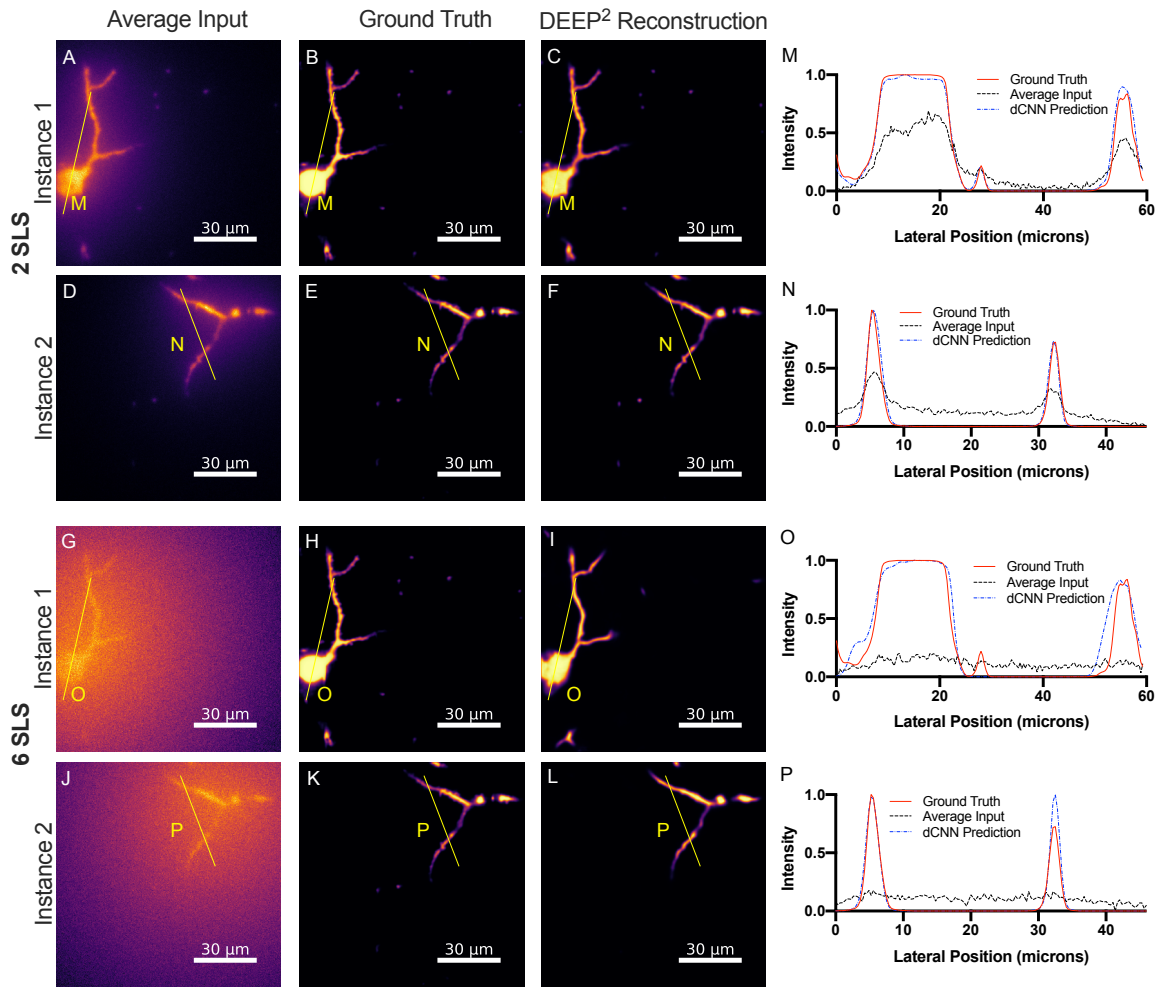 Average Input
Ground Truth
DEEP² Reconstruction
2 SLS
Instance 1
A
M
30 µm
B
M
30 µm
C
M
30 µm
M
Intensity
1.0
0.5
0.0
0
20
40
60
Ground Truth
Average Input
dCNN Prediction
Lateral Position (microns)
Instance 2
D
N
30 µm
E
N
30 µm
F
N
30 µm
N
Intensity
1.0
0.5
0.0
0
10
20
30
40
Ground Truth
Average Input
dCNN Prediction
Lateral Position (microns)
6 SLS
Instance 1
G
O
30 µm
H
O
30 µm
I
O
30 µm
O
Intensity
1.0
0.5
0.0
0
20
40
60
Ground Truth
Average Input
dCNN Prediction
Lateral Position (microns)
Instance 2
J
P
30 µm
K
P
30 µm
L
P
30 µm
P
Intensity
1.0
0.5
0.0
0
20
40
60
Ground Truth
Average Input
dCNN Prediction
Lateral Position (microns)